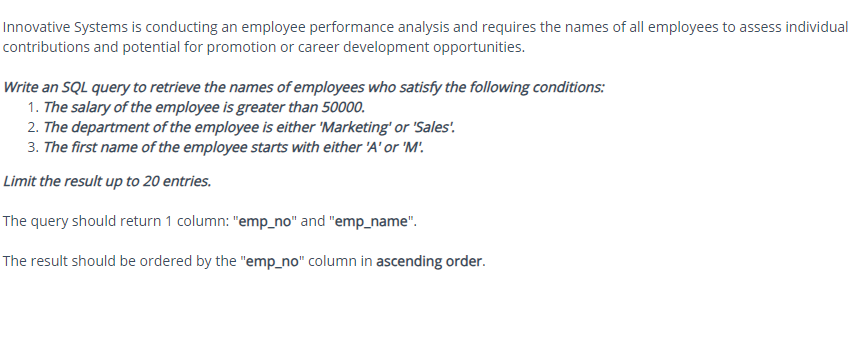 Innovative Systems is conducting an employee performance analysis and requires the names of all employees to assess individual
contributions and potential for promotion or career development opportunities.
Write an SQL query to retrieve the names of employees who satisfy the following conditions:
1. The salary of the employee is greater than 50000.
2. The department of the employee is either 'Marketing' or 'Sales'.
3. The first name of the employee starts with either 'A' or 'M'.
Limit the result up to 20 entries.
The query should return 1 column: "emp_no" and "emp_name".
The result should be ordered by the "emp_no" column in ascending order.